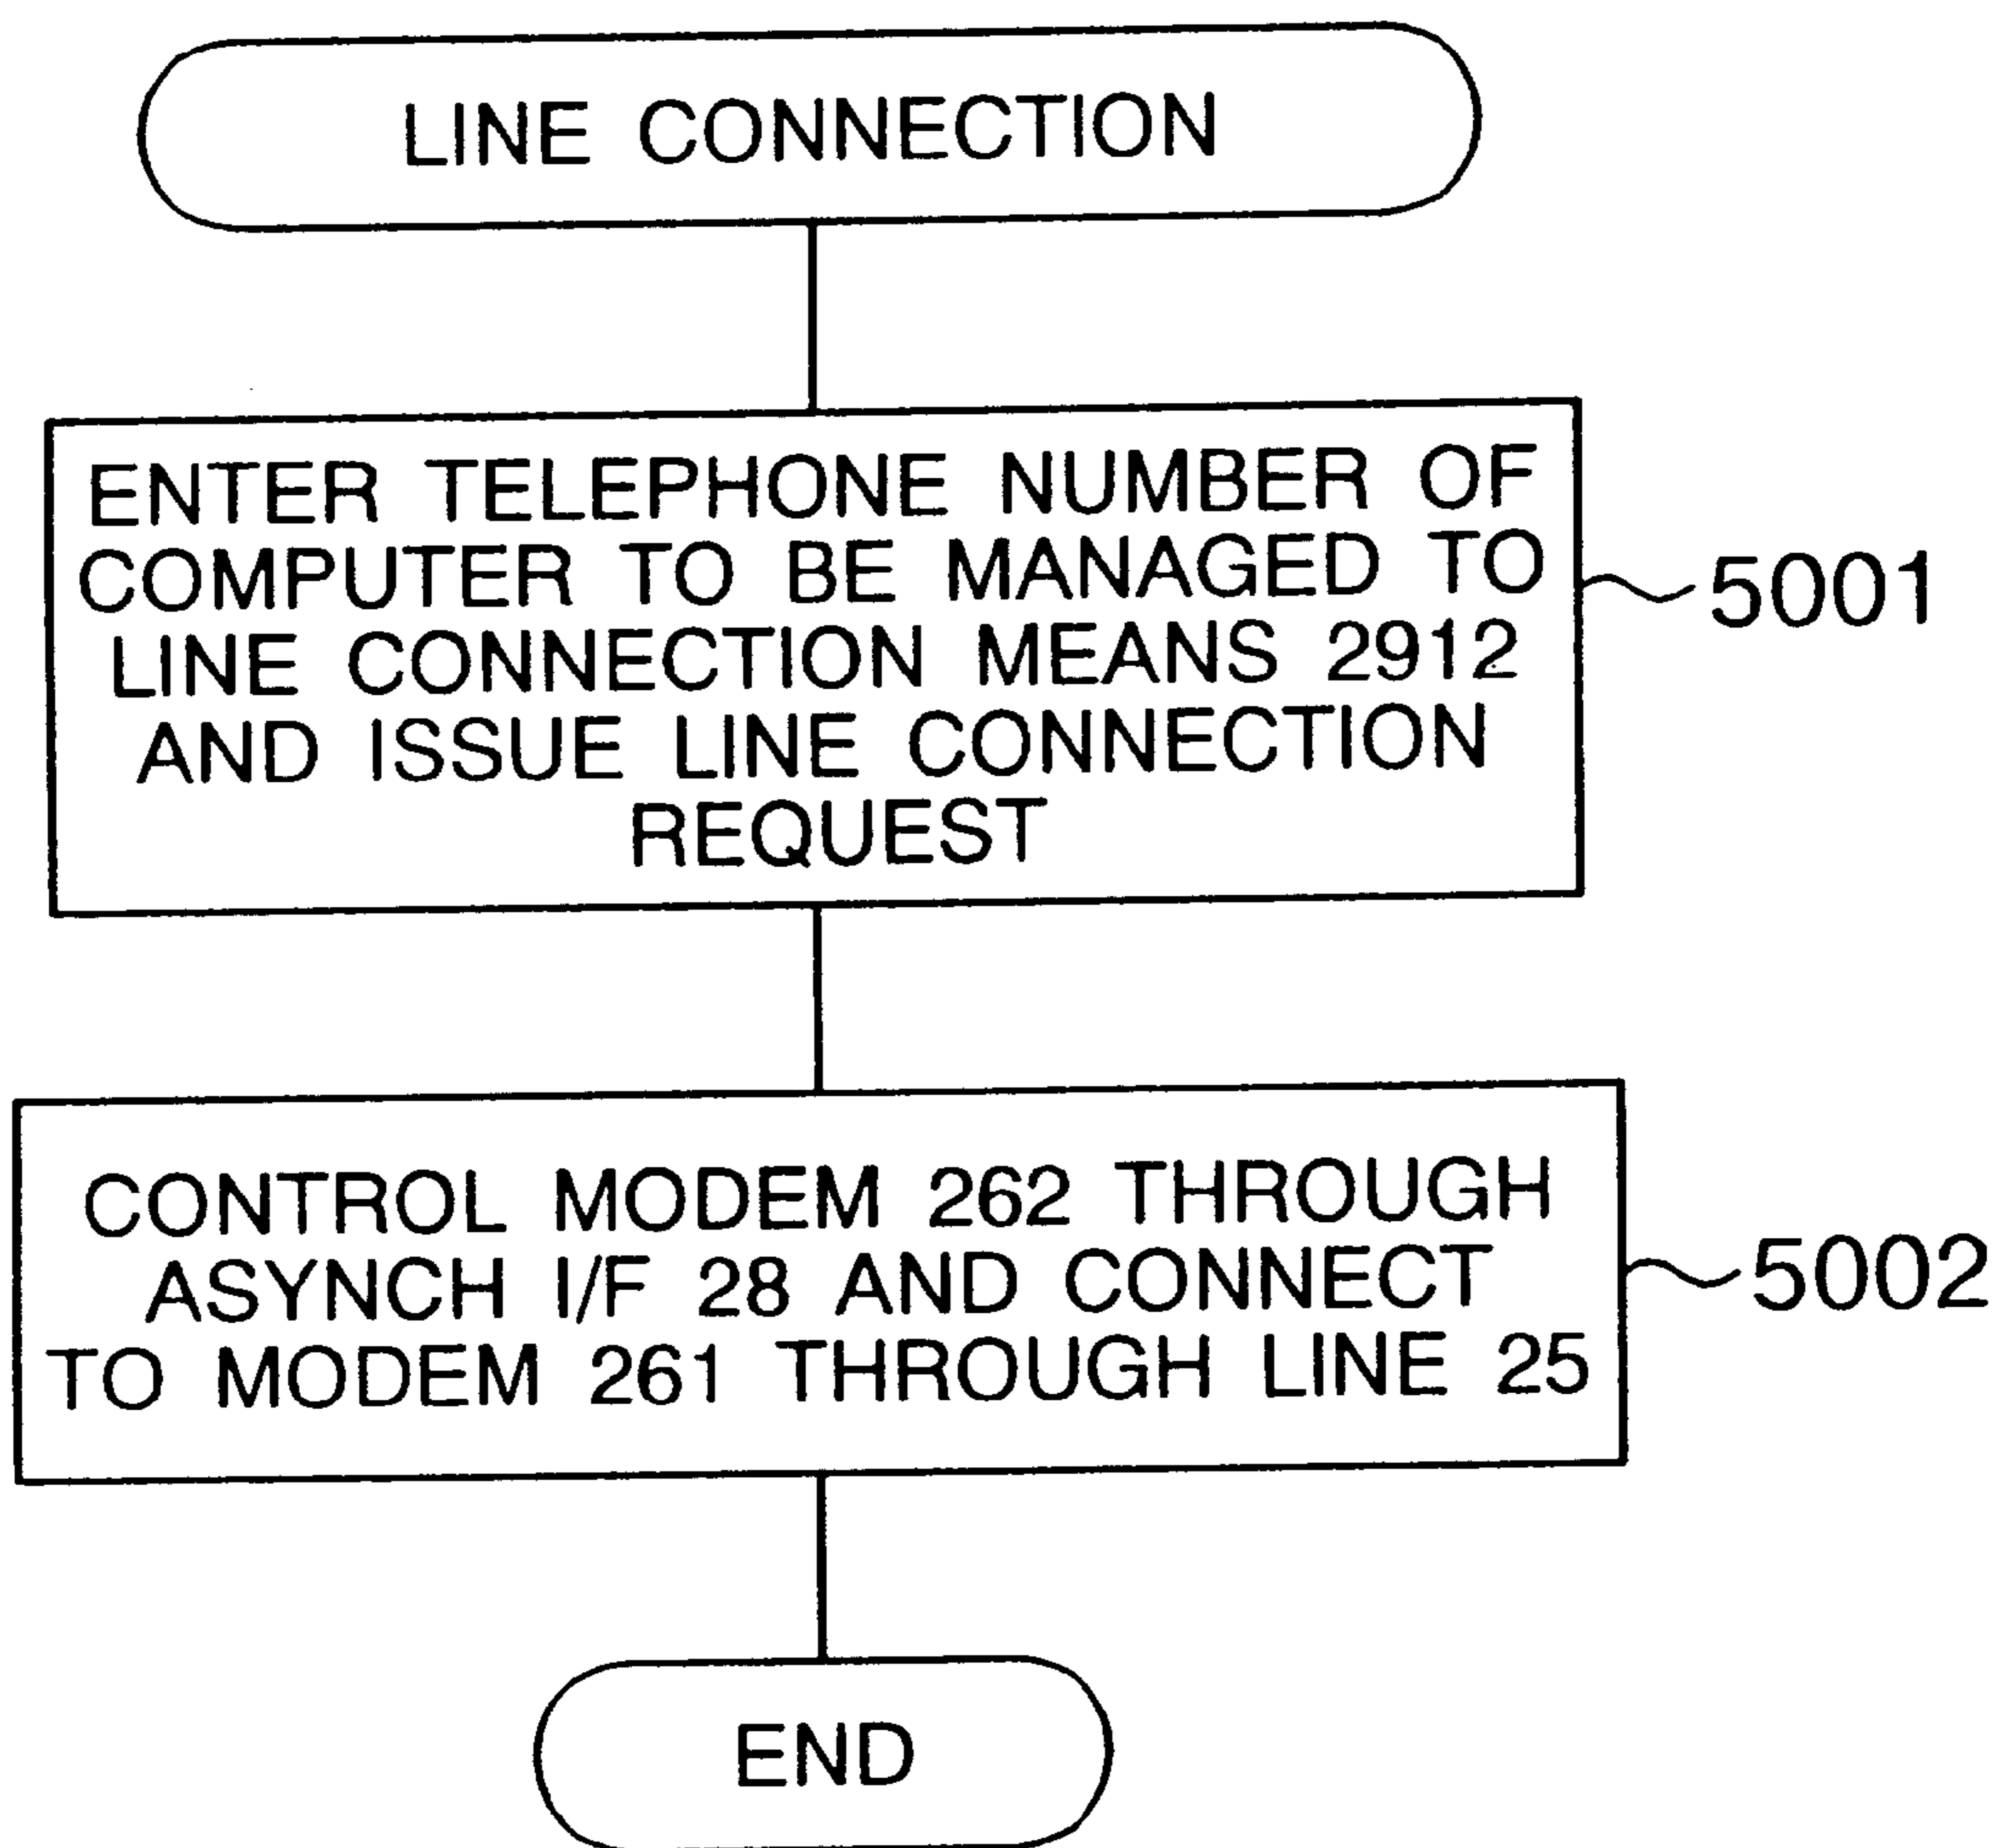 LINE CONNECTION
ENTER TELEPHONE NUMBER OF
COMPUTER TO BE MANAGED TO
LINE CONNECTION MEANS 2912
AND ISSUE LINE CONNECTION
REQUEST
5001
CONTROL MODEM 262 THROUGH
ASYNCH I/F 28 AND CONNECT
TO MODEM 261 THROUGH LINE 25
5002
END